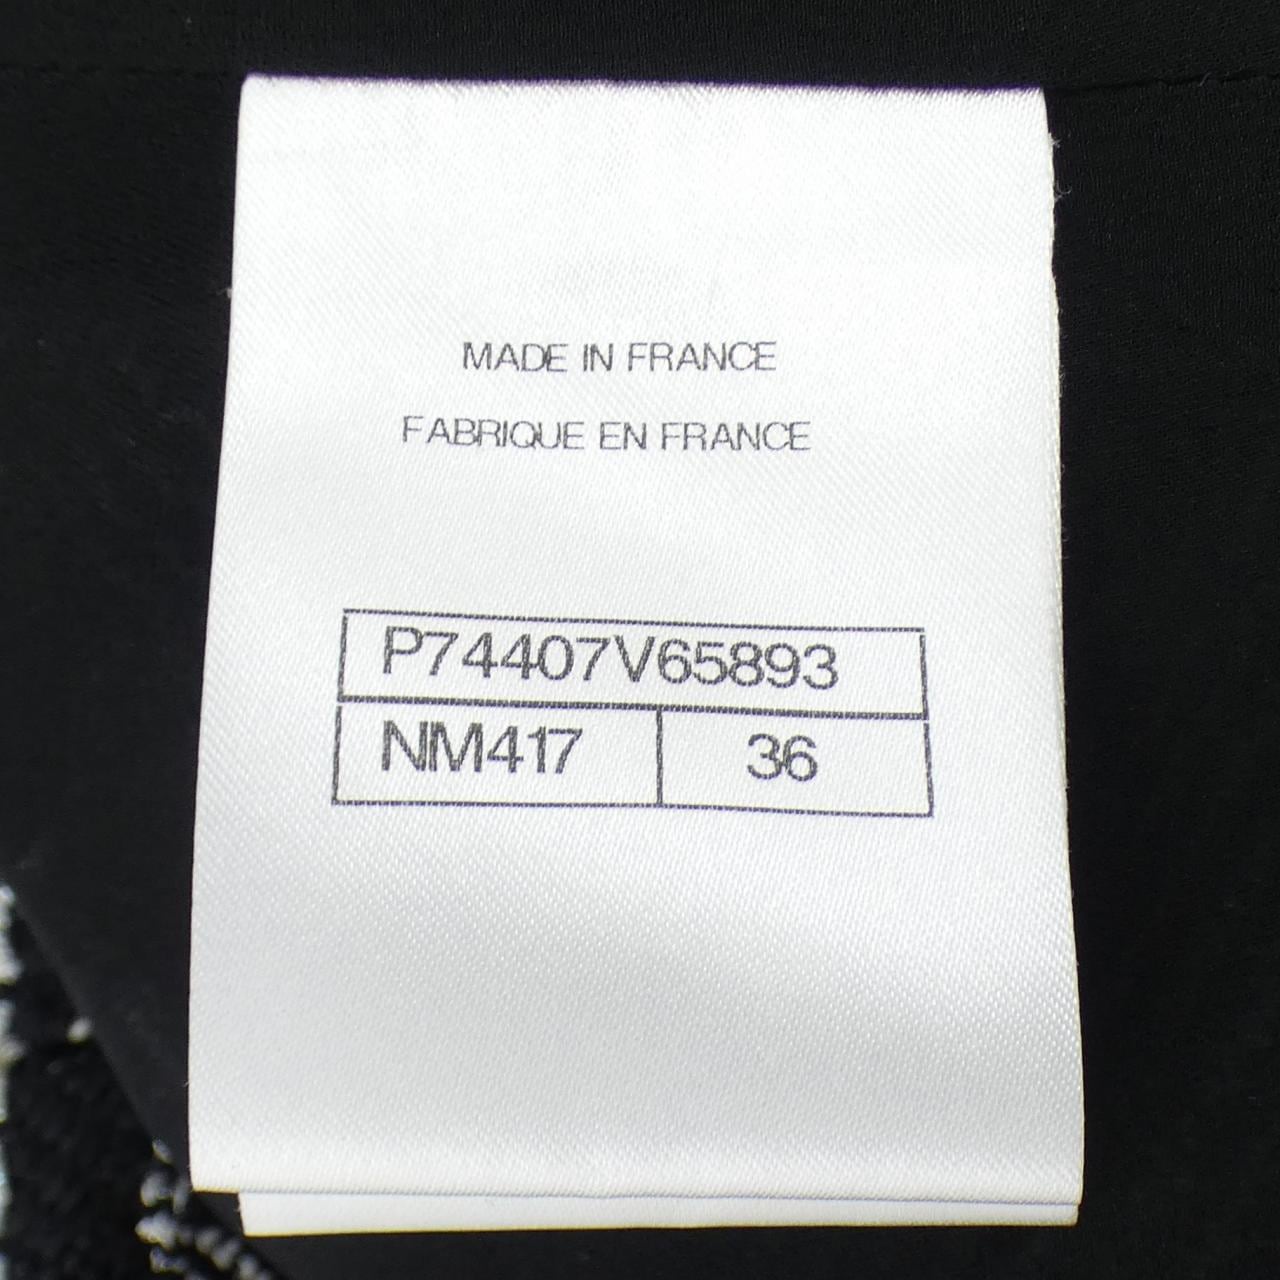 MADE IN FRANCE
FABRIQUE EN FRANCE
P74407V65893
NM417 36